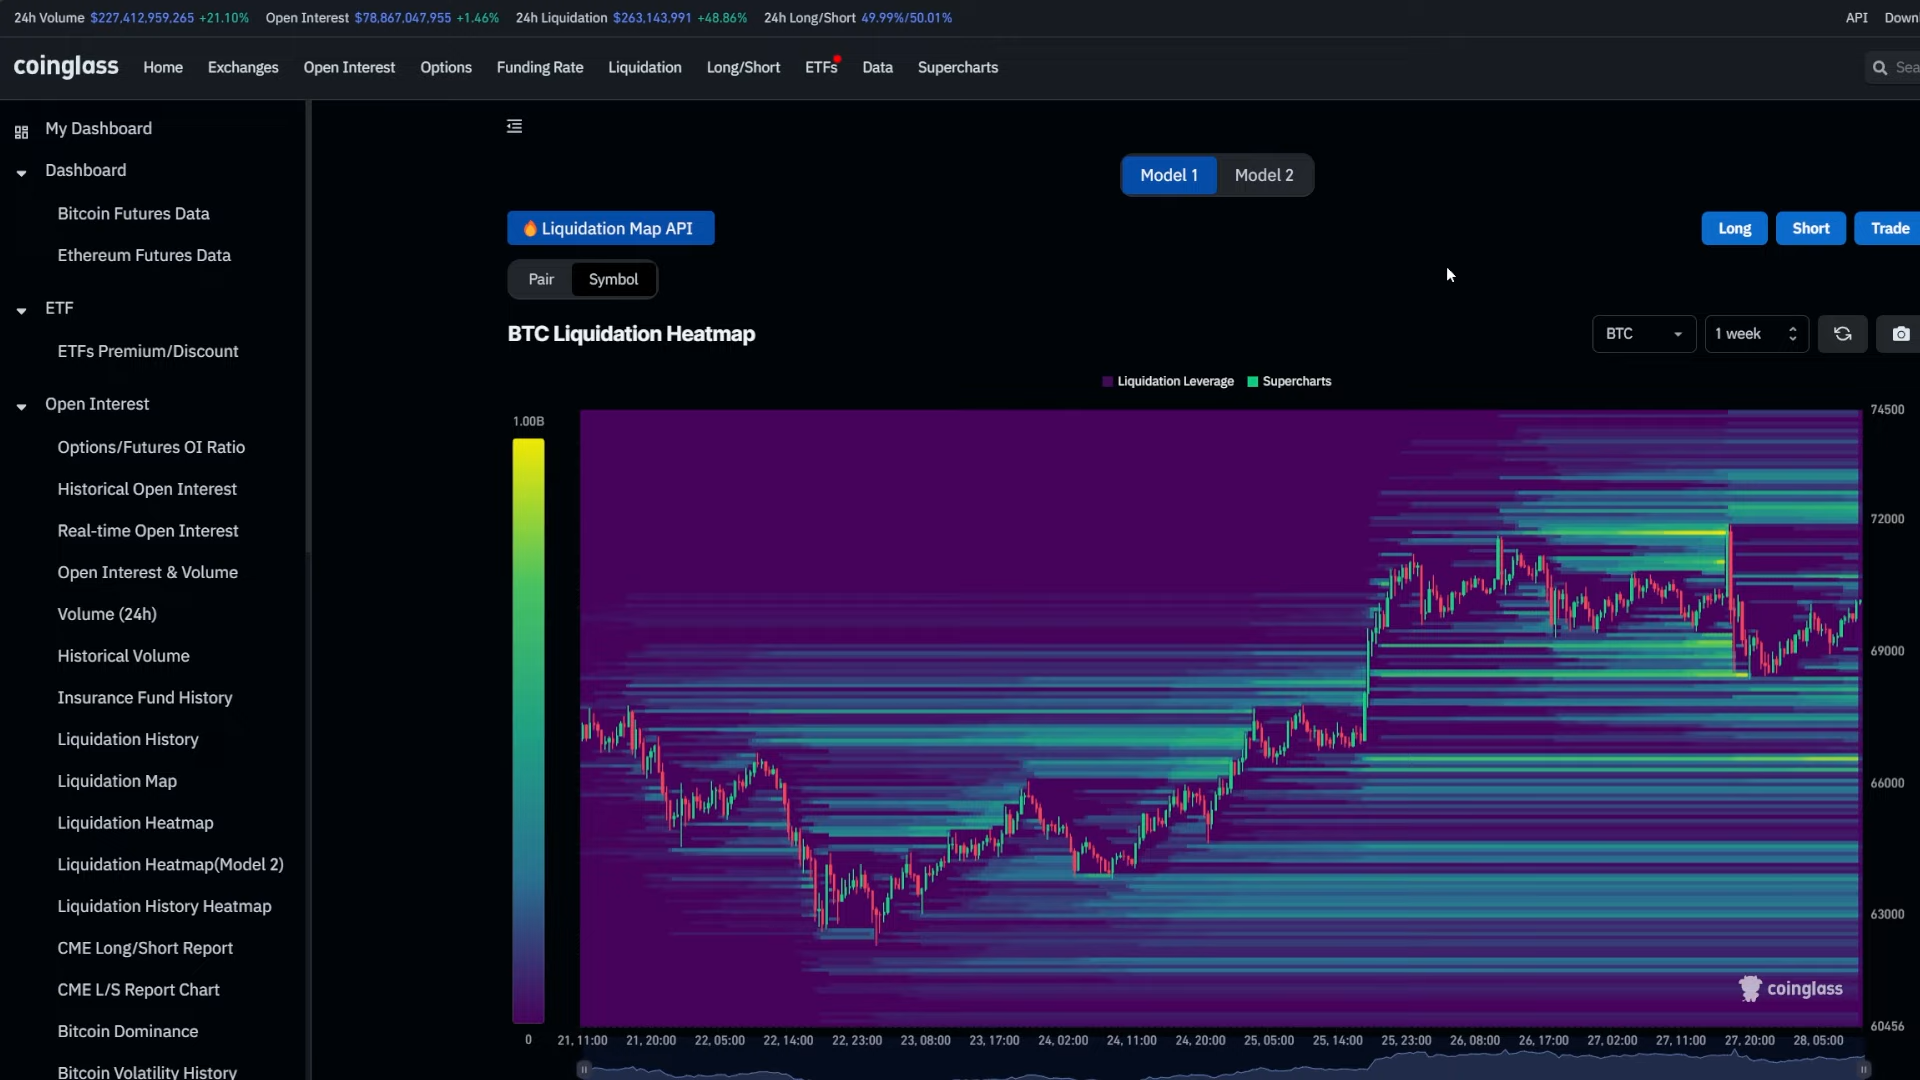 24h Volume $227,412,959,265 +21.10% Open Interest $78,867,047,955 +1.46% 24h Liquidation $263,143,991 +48.86% 24h Long/Short 49.99%/50.01% API Down
coinglass Home Exchanges Open Interest Options Funding Rate Liquidation Long/Short ETFs Data Supercharts Sea
My Dashboard
Dashboard
Bitcoin Futures Data
Ethereum Futures Data
ETF
ETFs Premium/Discount
Open Interest
Options/Futures OI Ratio
Historical Open Interest
Real-time Open Interest
Open Interest & Volume
Volume (24h)
Historical Volume
Insurance Fund History
Liquidation History
Liquidation Map
Liquidation Heatmap
Liquidation Heatmap(Model 2)
Liquidation History Heatmap
CME Long/Short Report
CME L/S Report Chart
Bitcoin Dominance
Bitcoin Volatility History
Model 1 Model 2
Liquidation Map API
Long Short Trade
Pair Symbol
BTC Liquidation Heatmap
BTC 1 week
Liquidation Leverage Supercharts
1.00B
0
74500
72000
69000
66000
63000
60456
coinglass
21, 11:00 21, 20:00 22, 05:00 22, 14:00 22, 23:00 23, 08:00 23, 17:00 24, 02:00 24, 11:00 24, 20:00 25, 05:00 25, 14:00 25, 23:00 26, 08:00 26, 17:00 27, 02:00 27, 11:00 27, 20:00 28, 05:00